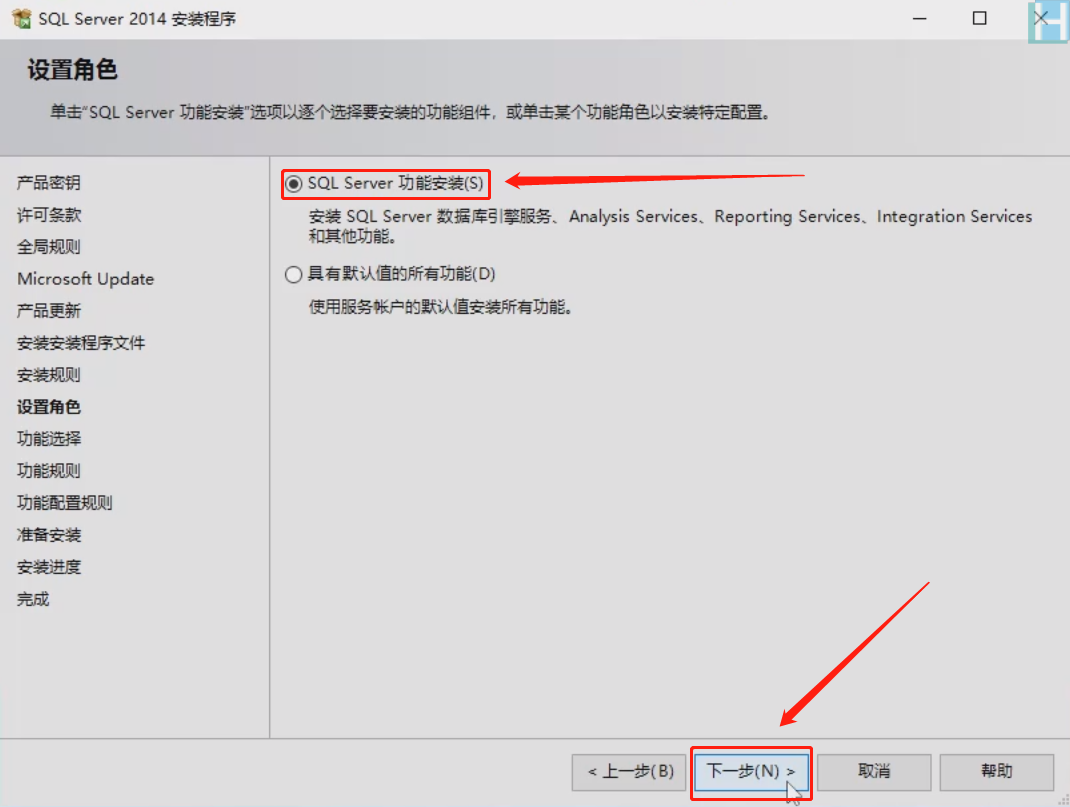 SQL Server 2014 安装程序
设置角色
单击“SQL Server 功能安装”选项以逐个选择要安装的功能组件，或单击某个功能角色以安装特定配置。
产品密钥
许可条款
全局规则
Microsoft Update
产品更新
安装安装程序文件
安装规则
设置角色
功能选择
功能规则
功能配置规则
准备安装
安装进度
完成
SQL Server 功能安装(S)
安装 SQL Server 数据库引擎服务、Analysis Services、Reporting Services、Integration Services
和其他功能。
具有默认值的所有功能(D)
使用服务帐户的默认值安装所有功能。
< 上一步(B)
下一步(N) >
取消
帮助